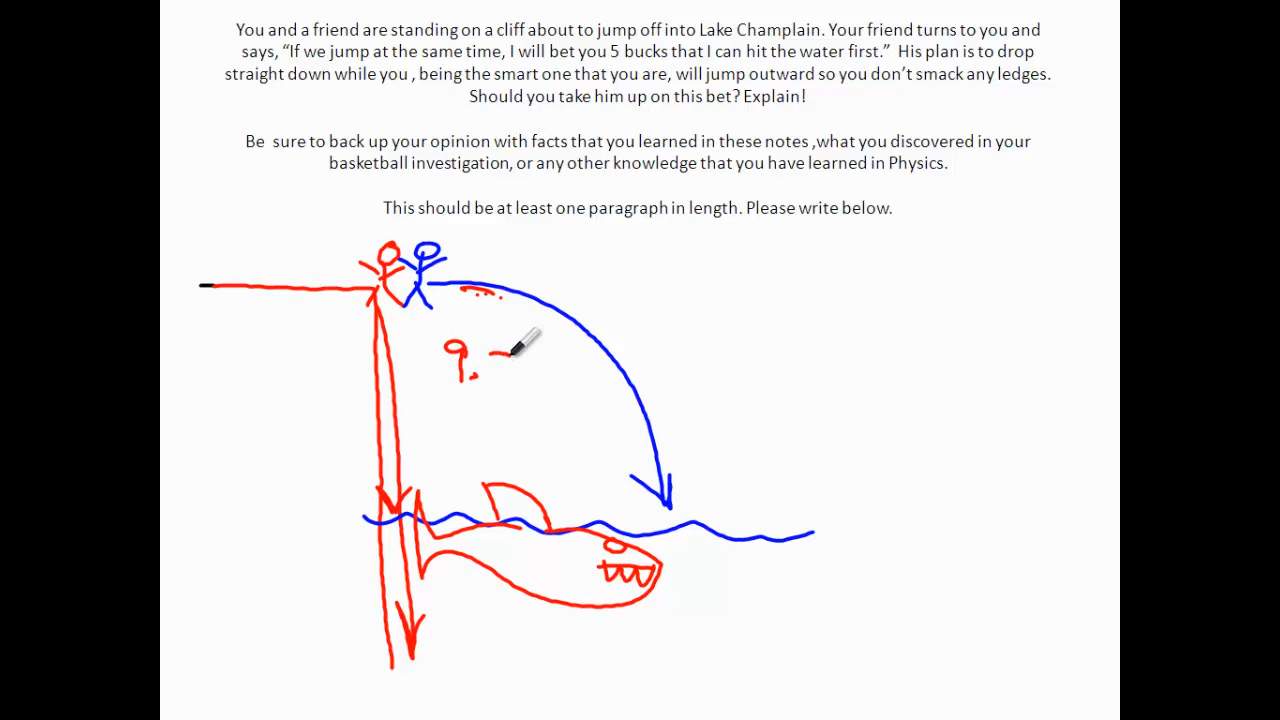 You and a friend are standing on a cliff about to jump off into Lake Champlain. Your friend turns to you and
says, “If we jump at the same time, I will bet you 5 bucks that I can hit the water first.”  His plan is to drop
straight down while you , being the smart one that you are, will jump outward so you don’t smack any ledges.
Should you take him up on this bet? Explain!
Be  sure to back up your opinion with facts that you learned in these notes ,what you discovered in your
basketball investigation, or any other knowledge that you have learned in Physics.
This should be at least one paragraph in length. Please write below.
9. -